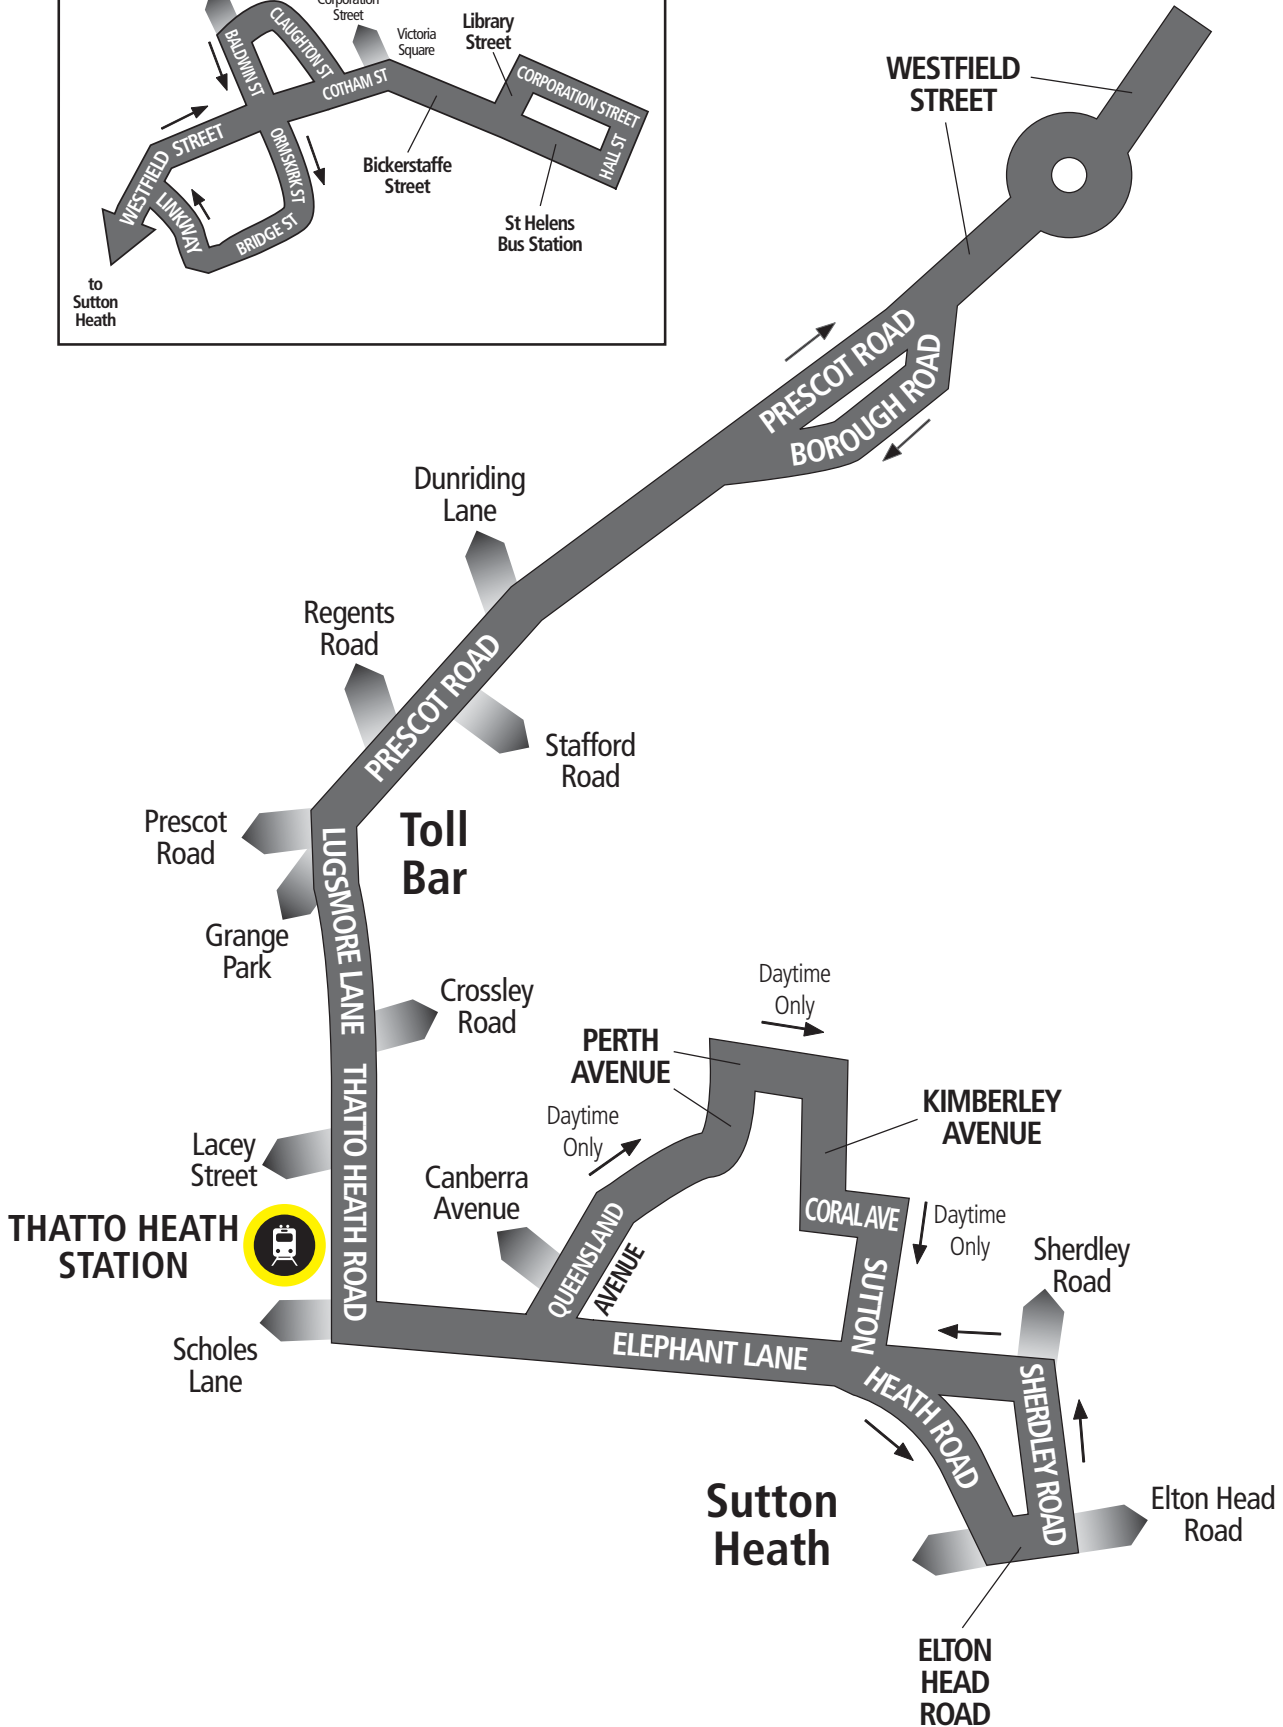 Corporation
Street
Victoria
Square
Library
Street
CLAUGHTON ST
BALDWIN ST
COTHAM ST
CORPORATION STREET
HALL ST
WESTFIELD STREET
ORMSKIRK ST
LINKWAY
BRIDGE ST
Bickerstaffe
Street
St Helens
Bus Station
to
Sutton
Heath
WESTFIELD
STREET
PRESCOT ROAD
BOROUGH ROAD
Dunriding
Lane
Regents
Road
PRESCOT ROAD
Stafford
Road
Prescot
Road
Toll
Bar
LUGSMORE LANE
Grange
Park
Crossley
Road
Daytime
Only
PERTH
AVENUE
THATTO HEATH ROAD
KIMBERLEY
AVENUE
Daytime
Only
Lacey
Street
Canberra
Avenue
THATTO HEATH
STATION
QUEENSLAND
AVENUE
CORAL AVE
Daytime
Only
SUTTON
Sherdley
Road
Scholes
Lane
ELEPHANT LANE
HEATH ROAD
SHERDLEY ROAD
Sutton
Heath
Elton Head
Road
ELTON
HEAD
ROAD